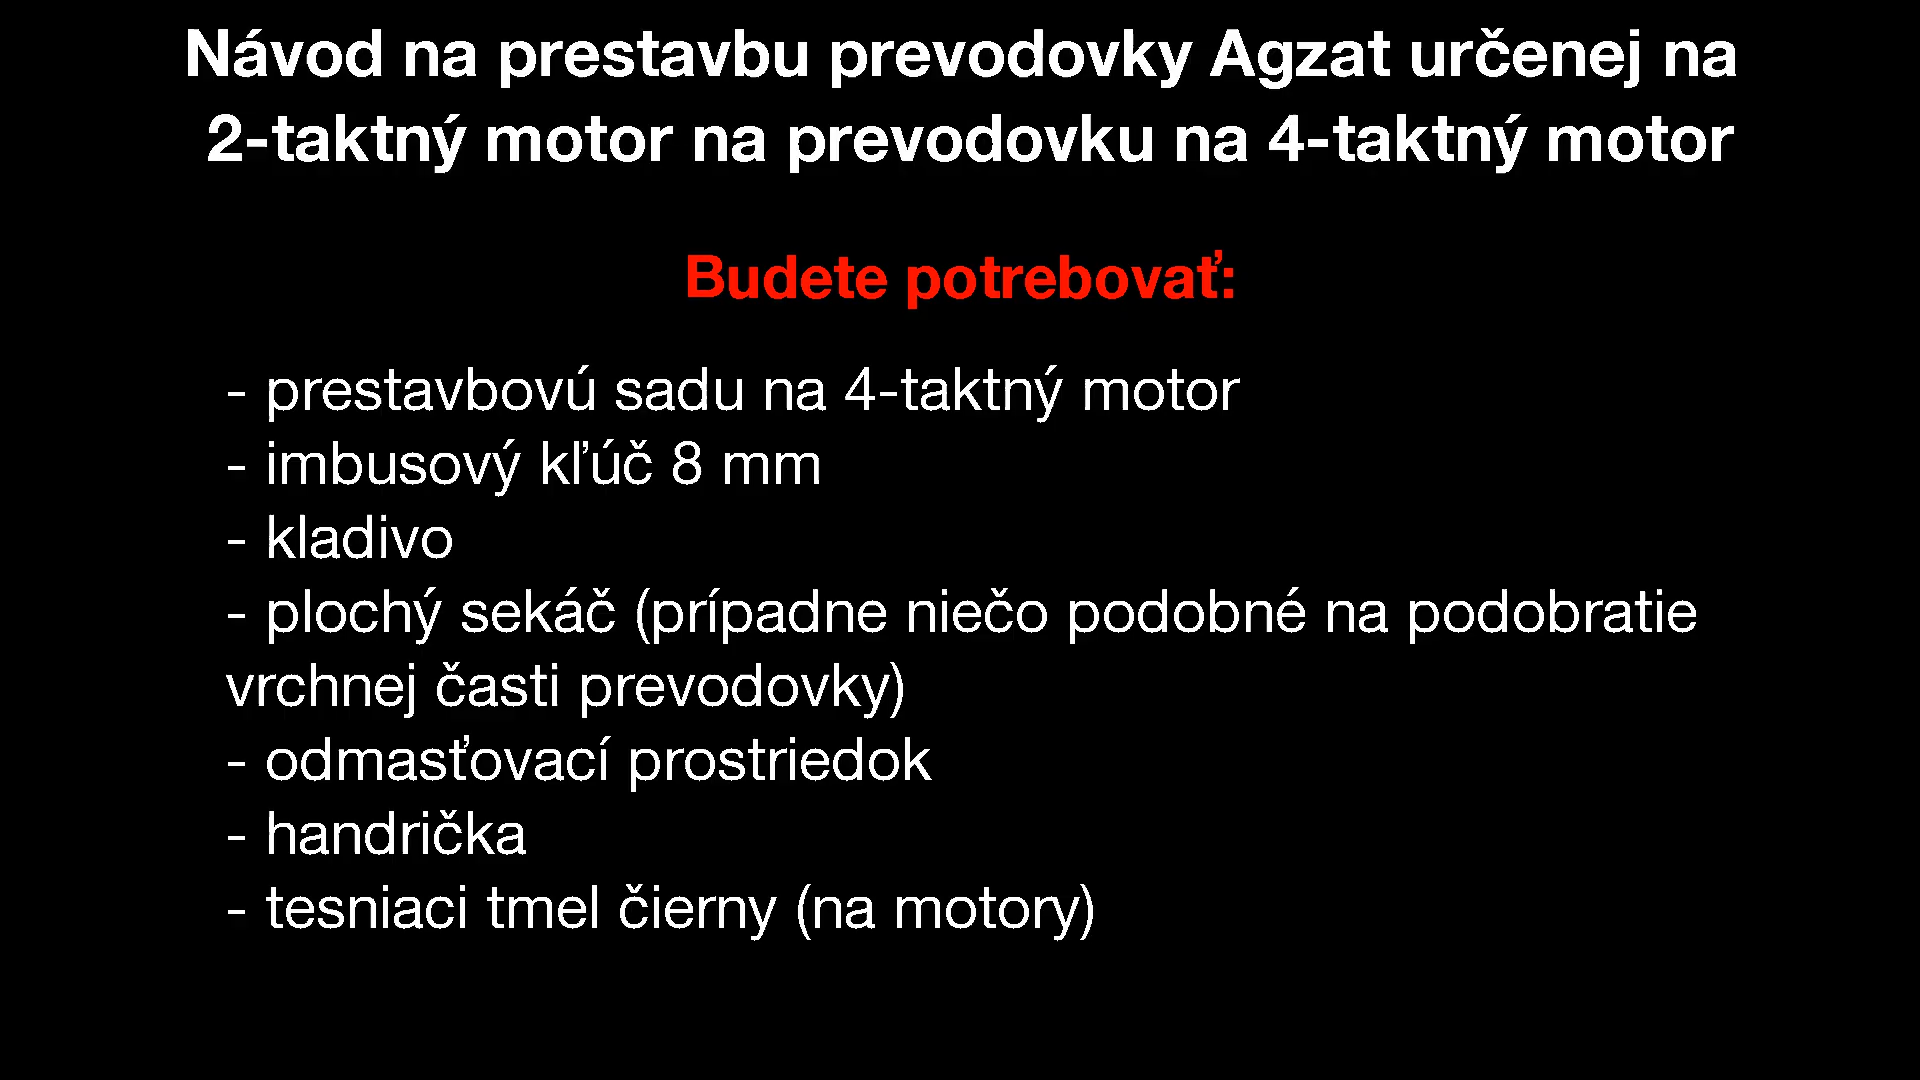 Návod na prestavbu prevodovky Agzat určenej na
2-taktný motor na prevodovku na 4-taktný motor
Budete potrebovať:
- prestavbovú sadu na 4-taktný motor
- imbusový kľúč 8 mm
- kladivo
- plochý sekáč (prípadne niečo podobné na podobratie
vrchnej časti prevodovky)
- odmasťovací prostriedok
- handrička
- tesniaci tmel čierny (na motory)